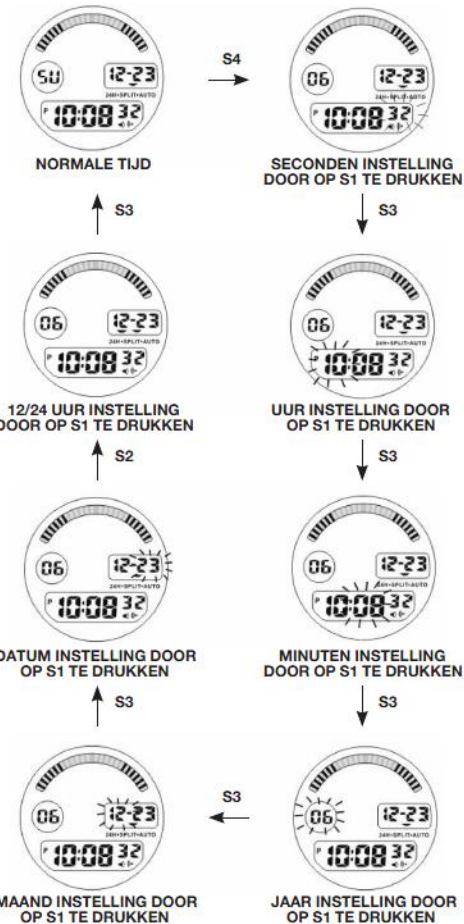 SU 12-23
24H•SPLIT•AUTO
P 10:08 32
NORMALE TIJD
S4
06 12-23
24H•SPLIT•AUTO
P 10:08 32
SECONDEN INSTELLING
DOOR OP S1 TE DRUKKEN
S3
S3
06 12-23
24H•SPLIT•AUTO
P 10:08 32
12/24 UUR INSTELLING
DOOR OP S1 TE DRUKKEN
S2
06 12-23
24H•SPLIT•AUTO
P 10:08 32
UUR INSTELLING DOOR
OP S1 TE DRUKKEN
S3
06 12-23
24H•SPLIT•AUTO
P 10:08 32
DATUM INSTELLING DOOR
OP S1 TE DRUKKEN
S3
06 12-23
24H•SPLIT•AUTO
P 10:08 32
MINUTEN INSTELLING
DOOR OP S1 TE DRUKKEN
S3
06 12-23
24H•SPLIT•AUTO
P 10:08 32
MAAND INSTELLING DOOR
OP S1 TE DRUKKEN
S3
06 12-23
24H•SPLIT•AUTO
P 10:08 32
JAAR INSTELLING DOOR
OP S1 TE DRUKKEN